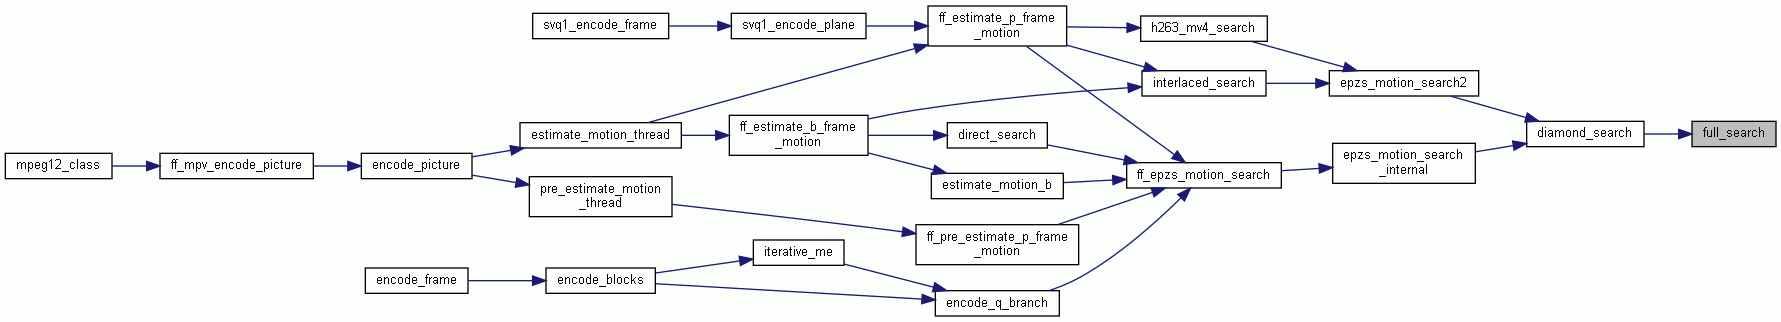 svq1_encode_frame
svq1_encode_plane
ff_estimate_p_frame
_motion
h263_mv4_search
interlaced_search
epzs_motion_search2
estimate_motion_thread
ff_estimate_b_frame
_motion
direct_search
diamond_search
full_search
mpeg12_class
ff_mpv_encode_picture
encode_picture
epzs_motion_search
_internal
ff_epzs_motion_search
estimate_motion_b
pre_estimate_motion
_thread
ff_pre_estimate_p_frame
_motion
iterative_me
encode_frame
encode_blocks
encode_q_branch